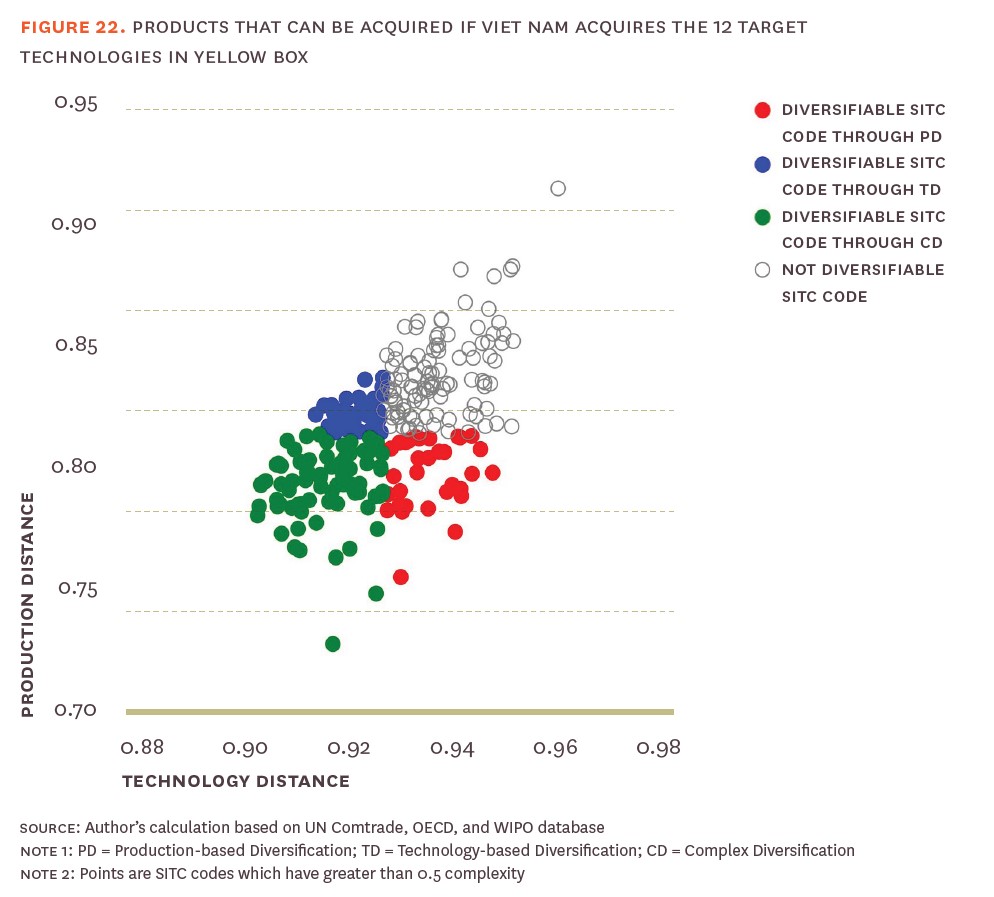 FIGURE 22. PRODUCTS THAT CAN BE ACQUIRED IF VIET NAM ACQUIRES THE 12 TARGET
TECHNOLOGIES IN YELLOW BOX
0.95
0.90
0.85
0.80
0.75
0.70
PRODUCTION DISTANCE
0.88 0.90 0.92 0.94 0.96 0.98
TECHNOLOGY DISTANCE
DIVERSIFIABLE SITC
CODE THROUGH PD
DIVERSIFIABLE SITC
CODE THROUGH TD
DIVERSIFIABLE SITC
CODE THROUGH CD
NOT DIVERSIFIABLE
SITC CODE
SOURCE: Author's calculation based on UN Comtrade, OECD, and WIPO database
NOTE 1: PD = Production-based Diversification; TD = Technology-based Diversification; CD = Complex Diversification
NOTE 2: Points are SITC codes which have greater than 0.5 complexity